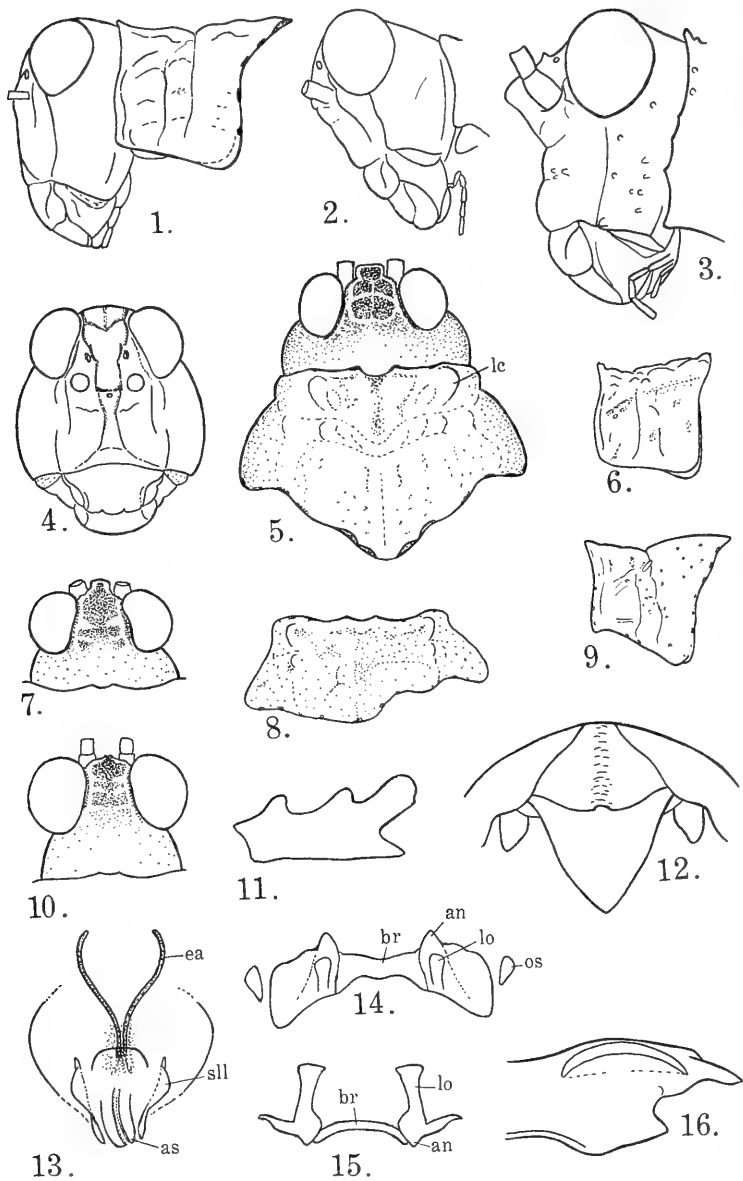 1.
2.
3.
4.
5.
lc
6.
7.
8.
9.
10.
11.
12.
13.
ea
sll
as
14.
br
an
lo
os
15.
br
lo
an
16.